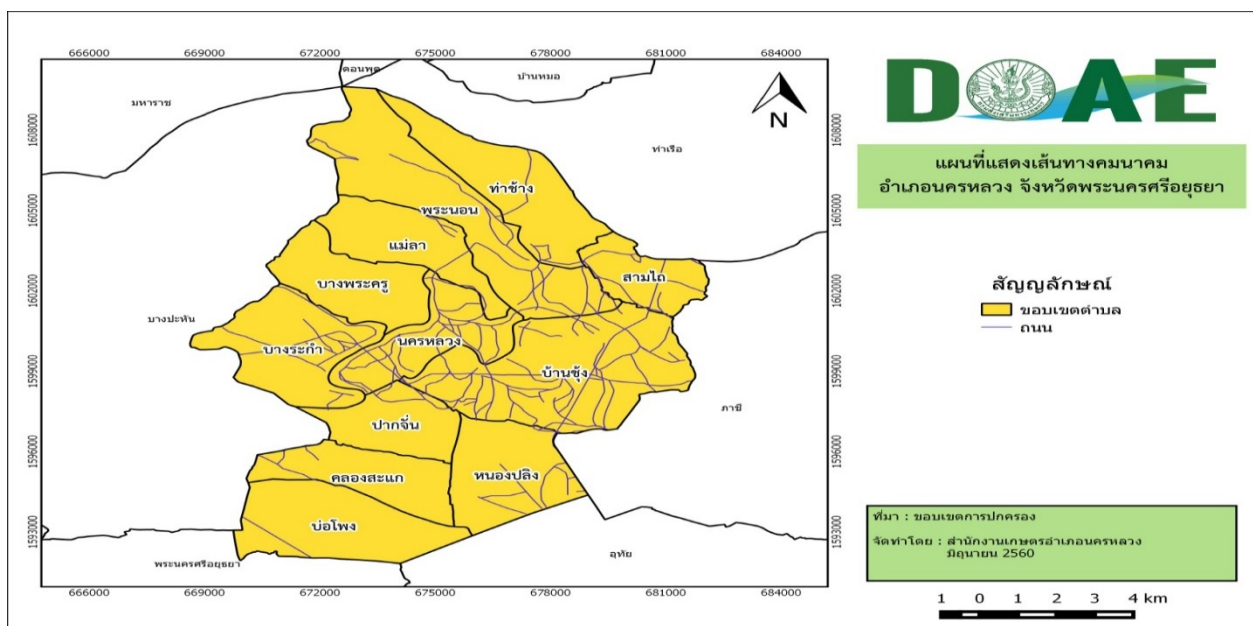 666000 669000 672000 675000 678000 681000 684000
ดอนพุด
บ้านหมอ
มหาราช
N
1608000 1608000
ท่าเรือ
ท่าช้าง
พระนอน
1605000 1605000
แม่ลา
สามไถ
บางพระครู
1602000 1602000
บางปะหัน
นครหลวง
บางระกำ
บ้านชุ้ง
1599000 1599000
ภาชี
ปากจั่น
1596000 1596000
คลองสะแก
หนองปลิง
บ่อโพง
1593000 1593000
อุทัย
พระนครศรีอยุธยา
666000 669000 672000 675000 678000 681000 684000
DOAE
แผนที่แสดงเส้นทางคมนาคม
อำเภอนครหลวง จังหวัดพระนครศรีอยุธยา
สัญญลักษณ์
ขอบเขตตำบล
ถนน
ที่มา : ขอบเขตการปกครอง
จัดทำโดย : สำนักงานเกษตรอำเภอนครหลวง
มิถุนายน 2560
1 0 1 2 3 4 km